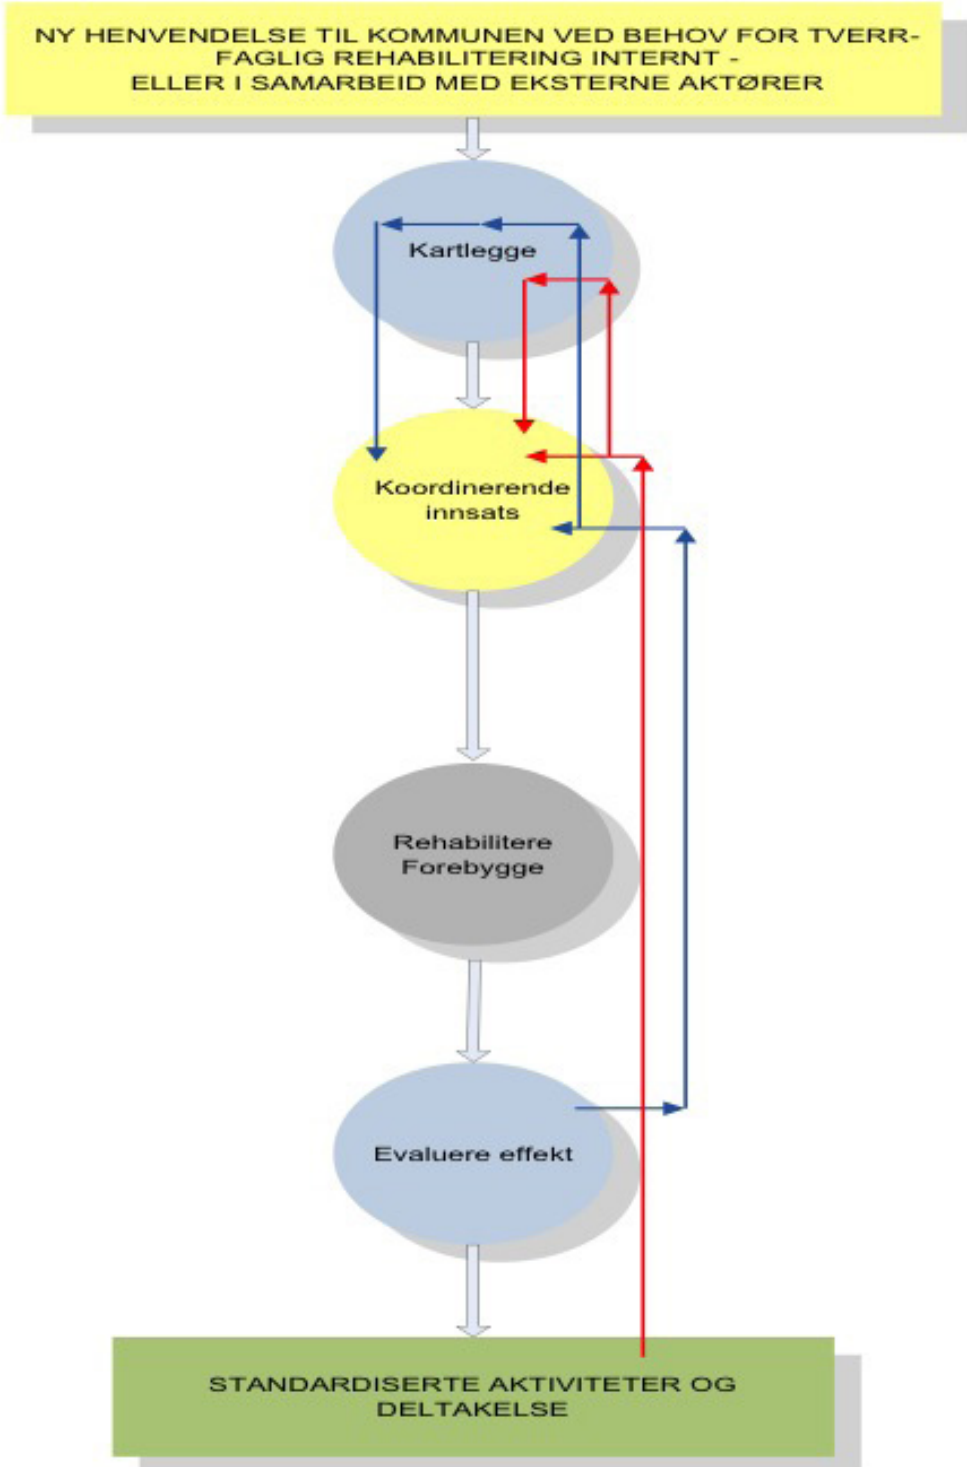 NY HENVENDELSE TIL KOMMUNEN VED BEHOV FOR TVERR-
FAGLIG REHABILITERING INTERNT -
ELLER I SAMARBEID MED EKSTERNE AKTØRER
Kartlegge
Koordinerende
innsats
Rehabilitere
Forebygge
Evaluere effekt
STANDARDISERTE AKTIVITETER OG
DELTAKELSE